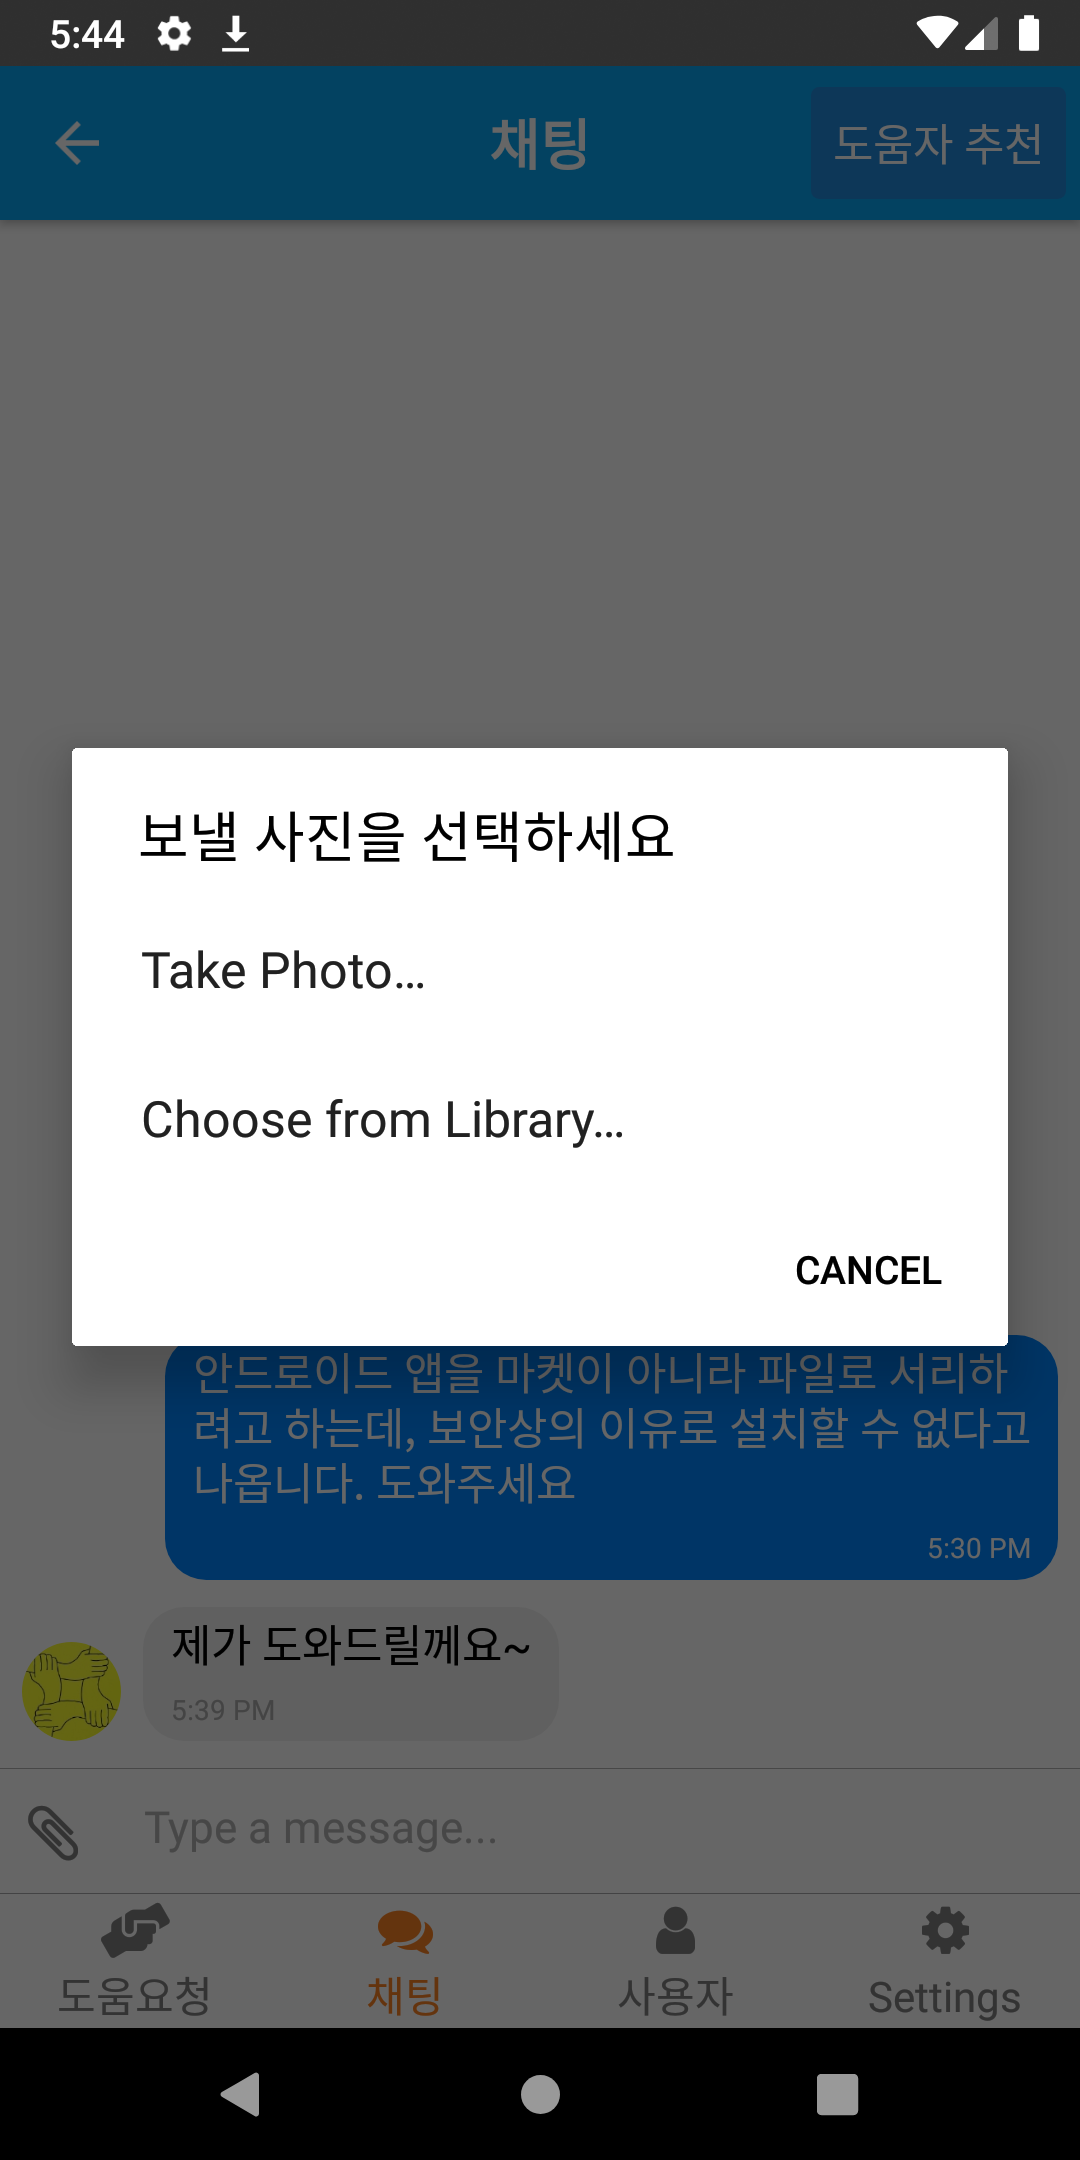 5:44
채팅
도움자 추천
보낼 사진을 선택하세요
Take Photo...
Choose from Library...
CANCEL
안드로이드 앱을 마켓이 아니라 파일로 서리하
려고 하는데, 보안상의 이유로 설치할 수 없다고
나옵니다. 도와주세요
5:30 PM
제가 도와드릴께요~
5:39 PM
Type a message...
도움요청
채팅
사용자
Settings